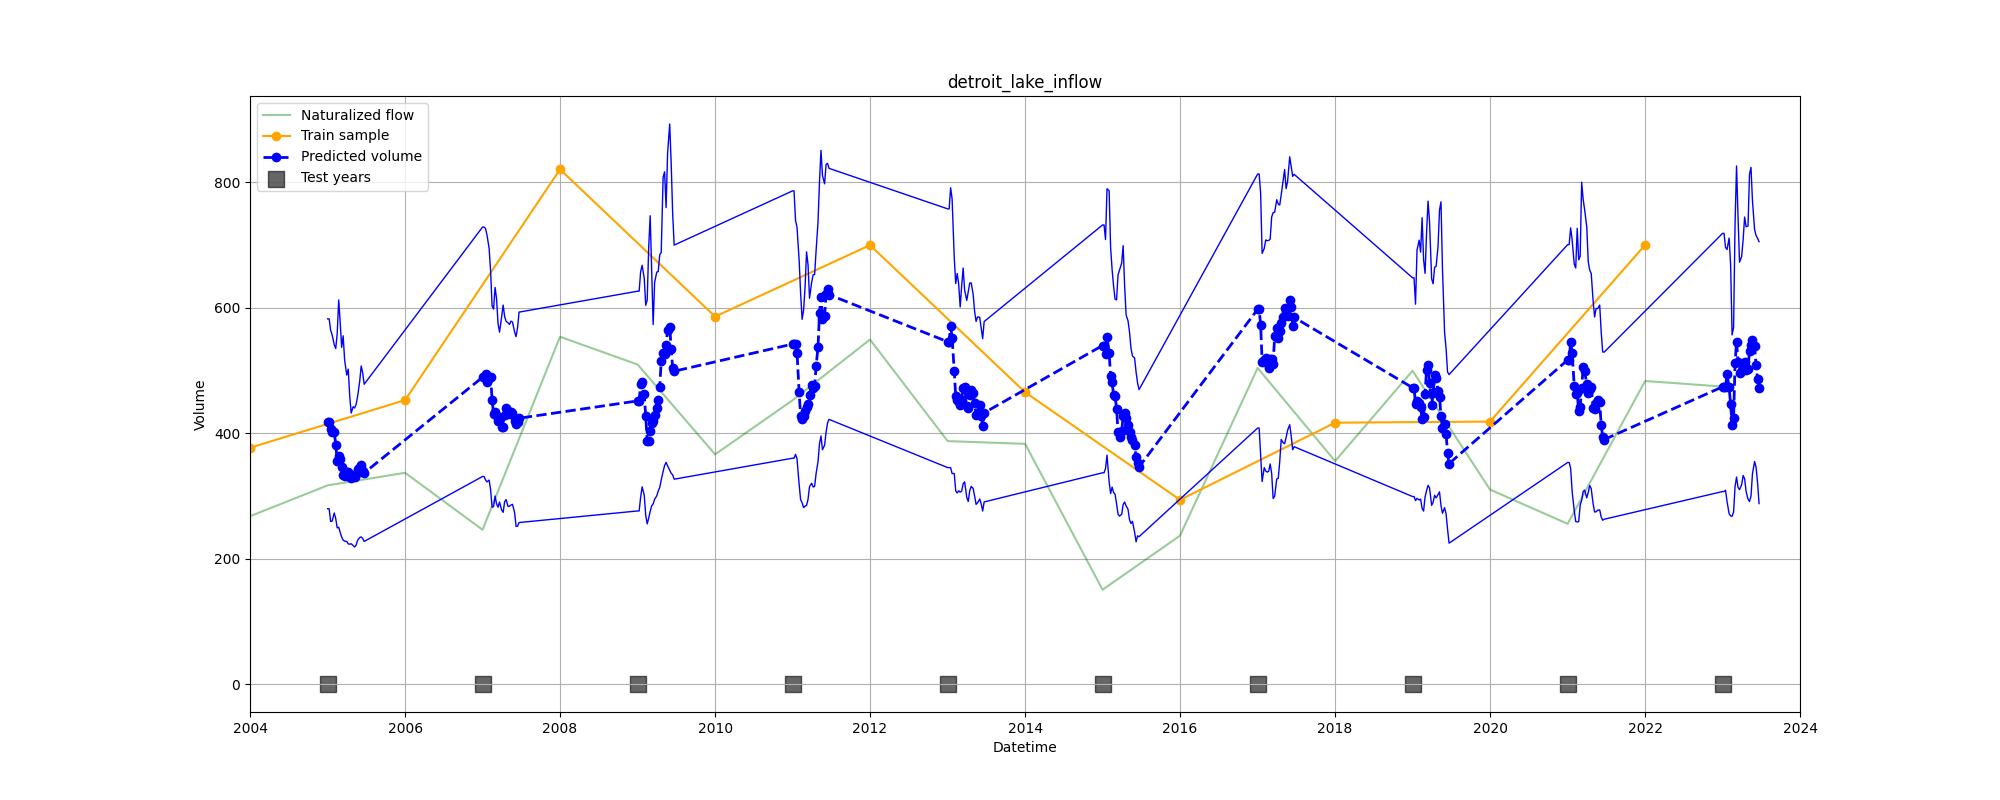 detroit_lake_inflow
Naturalized flow
Train sample
Predicted volume
Test years
Volume
800
600
400
200
0
2004 2006 2008 2010 2012 2014 2016 2018 2020 2022 2024
Datetime